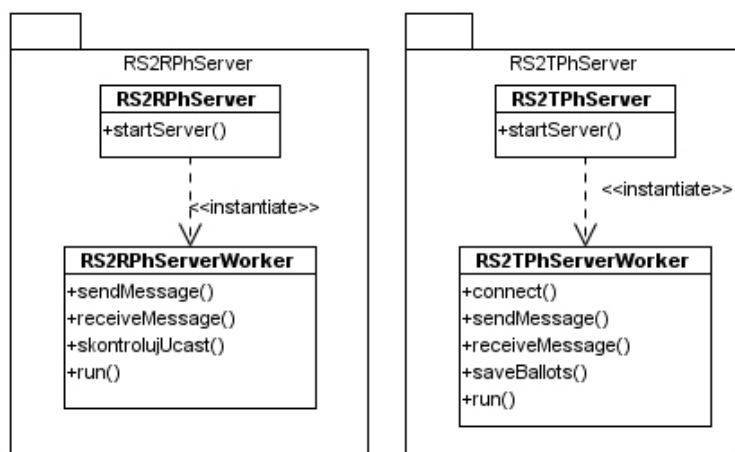 RS2RPhServer
RS2RPhServer
+startServer()
<<instantiate>>
RS2RPhServerWorker
+sendMessage()
+receiveMessage()
+skontrolujUcast()
+run()
RS2TPhServer
RS2TPhServer
+startServer()
<<instantiate>>
RS2TPhServerWorker
+connect()
+sendMessage()
+receiveMessage()
+saveBallots()
+run()